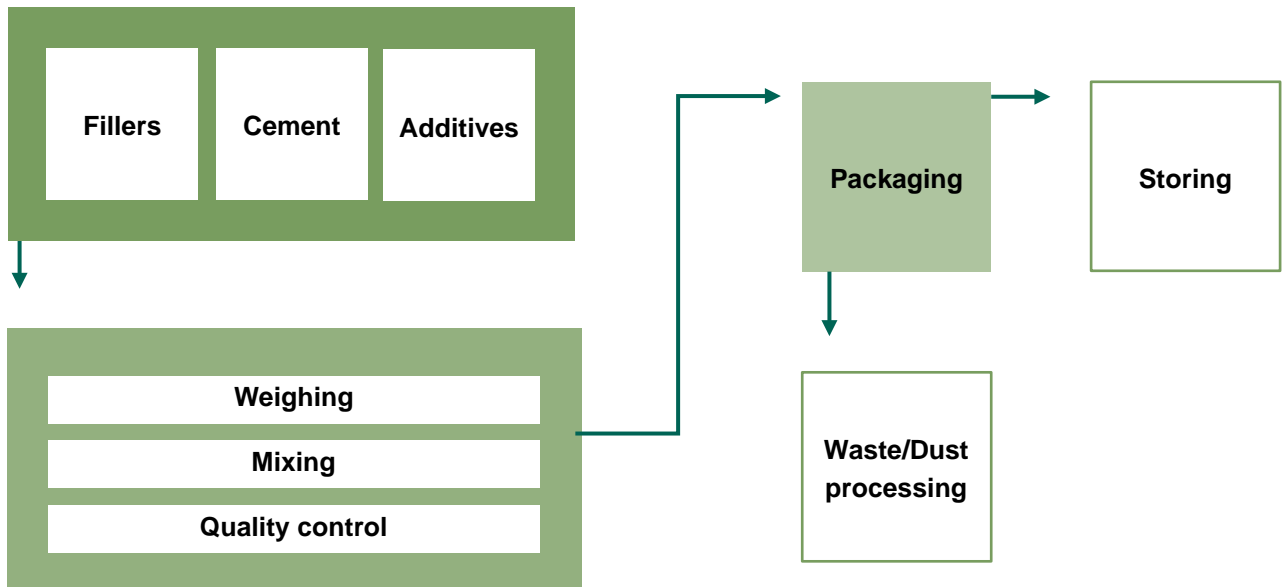 Fillers
Cement
Additives
Weighing
Mixing
Quality control
Packaging
Storing
Waste/Dust
processing